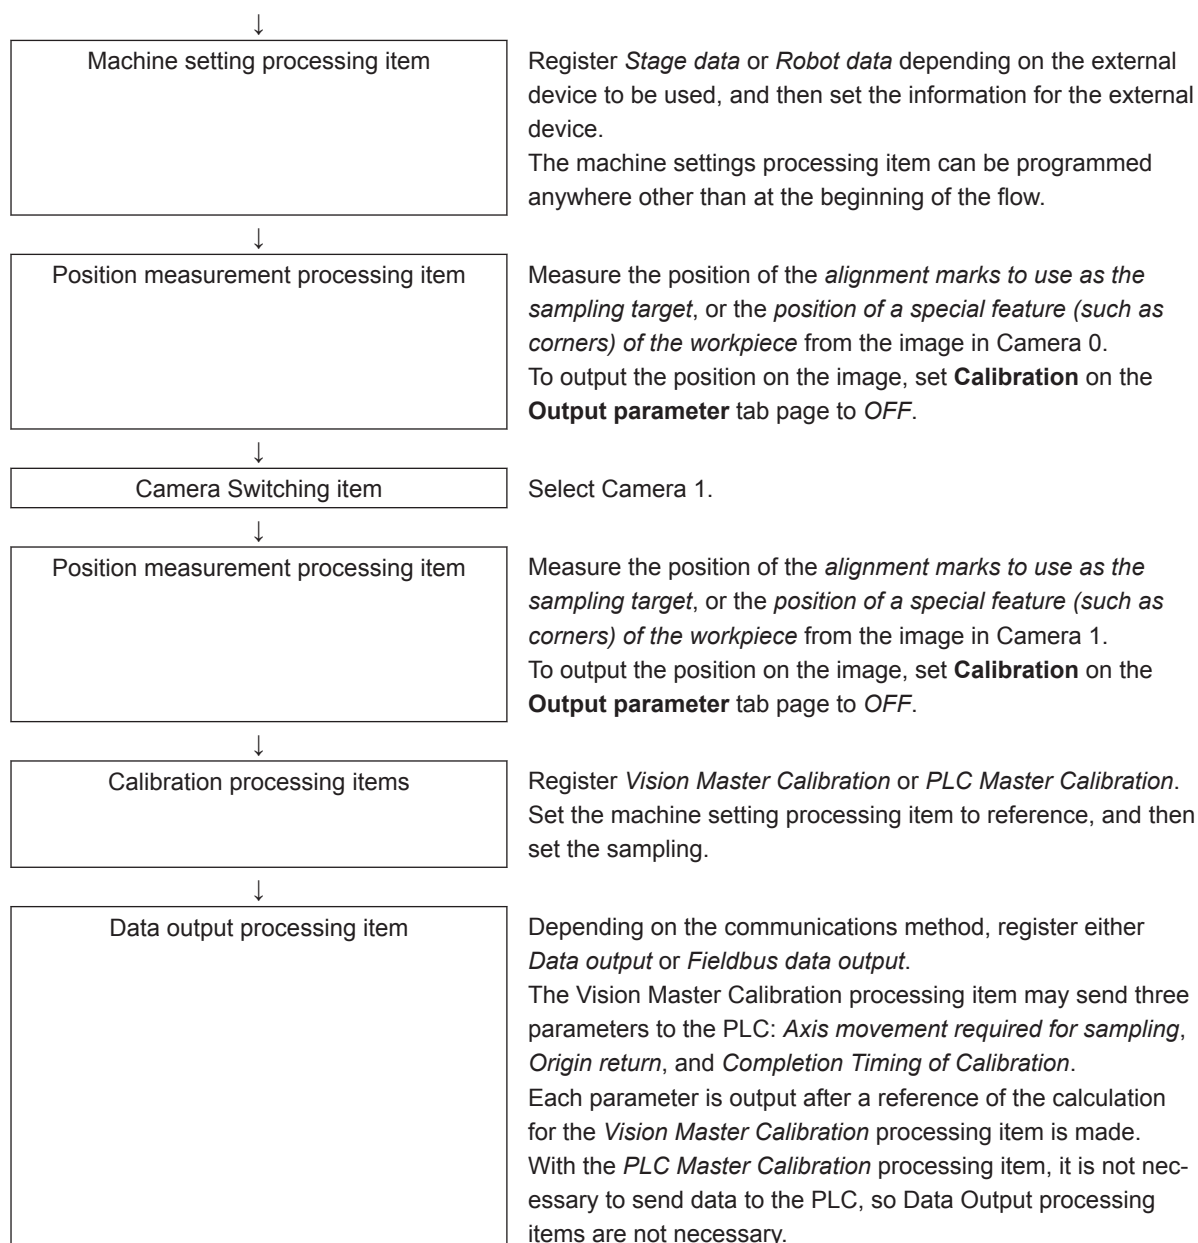 ↓
Machine setting processing item
Register Stage data or Robot data depending on the external
device to be used, and then set the information for the external
device.
The machine settings processing item can be programmed
anywhere other than at the beginning of the flow.
↓
Position measurement processing item
Measure the position of the alignment marks to use as the
sampling target, or the position of a special feature (such as
corners) of the workpiece from the image in Camera 0.
To output the position on the image, set Calibration on the
Output parameter tab page to OFF.
↓
Camera Switching item
Select Camera 1.
↓
Position measurement processing item
Measure the position of the alignment marks to use as the
sampling target, or the position of a special feature (such as
corners) of the workpiece from the image in Camera 1.
To output the position on the image, set Calibration on the
Output parameter tab page to OFF.
↓
Calibration processing items
Register Vision Master Calibration or PLC Master Calibration.
Set the machine setting processing item to reference, and then
set the sampling.
↓
Data output processing item
Depending on the communications method, register either
Data output or Fieldbus data output.
The Vision Master Calibration processing item may send three
parameters to the PLC: Axis movement required for sampling,
Origin return, and Completion Timing of Calibration.
Each parameter is output after a reference of the calculation
for the Vision Master Calibration processing item is made.
With the PLC Master Calibration processing item, it is not nec-
essary to send data to the PLC, so Data Output processing
items are not necessary.